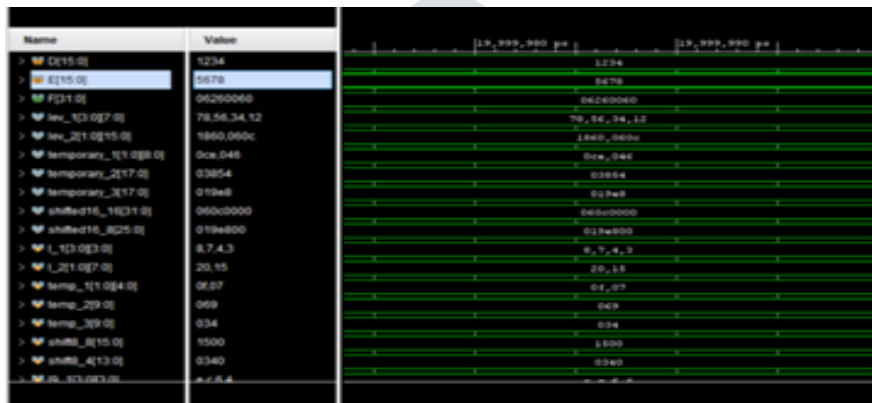 Name Value 19,999,980 ps 19,999,990 ps
D[15:0] 1234 1234
E[15:0] 5678 5678
F[31:0] 06260060 06260060
lev_1[3:0][7:0] 78,56,34,12 78,56,34,12
lev_2[1:0][15:0] 1860,060c 1860,060c
temporary_1[1:0][8:0] 0ce,046 0ce,046
temporary_2[17:0] 03854 03854
temporary_3[17:0] 019e8 019e8
shifted16_16[31:0] 060c0000 060c0000
shifted16_8[25:0] 019e800 019e800
l_1[3:0][3:0] 8,7,4,3 8,7,4,3
l_2[1:0][7:0] 20,15 20,15
temp_1[1:0][4:0] 0f,07 0f,07
temp_2[9:0] 069 069
temp_3[9:0] 034 034
shift8_8[15:0] 1500 1500
shift8_4[13:0] 0340 0340